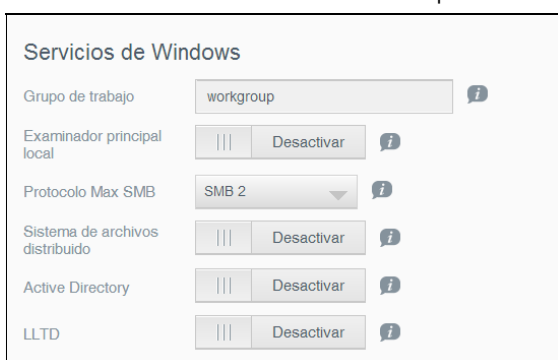 Servicios de Windows
Grupo de trabajo workgroup
Examinador principal
local
Desactivar
Protocolo Max SMB SMB 2
Sistema de archivos
distribuido
Desactivar
Active Directory Desactivar
LLTD Desactivar